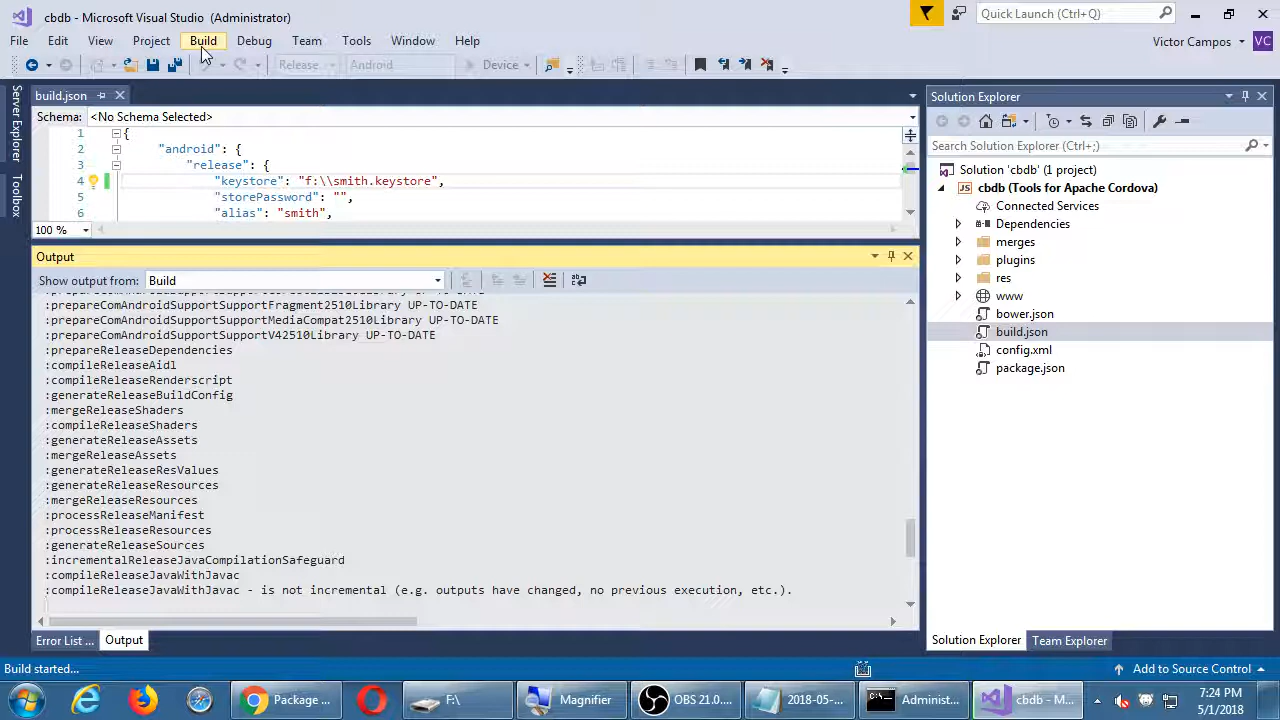 cbdb - Microsoft Visual Studio (Administrator)
Quick Launch (Ctrl+Q)
File Edit View Project Build Debug Team Tools Window Help
Victor Campos VC
Release Android Device
build.json
Solution Explorer
Schema: <No Schema Selected>
Server Explorer
Toolbox
1 {
2 "android": {
3 "release": {
4 "keystore": "f:\\smith.keystore",
5 "storePassword": "",
6 "alias": "smith",
100 %
Search Solution Explorer (Ctrl+;)
Solution 'cbdb' (1 project)
JS cbdb (Tools for Apache Cordova)
Connected Services
Dependencies
merges
plugins
res
www
bower.json
build.json
config.xml
package.json
Output
Show output from: Build
:prepareComAndroidSupportSupportFragment2510Library UP-TO-DATE
:prepareComAndroidSupportSupportMediaCompat2510Library UP-TO-DATE
:prepareComAndroidSupportSupportV42510Library UP-TO-DATE
:prepareReleaseDependencies
:compileReleaseAidl
:compileReleaseRenderscript
:generateReleaseBuildConfig
:mergeReleaseShaders
:compileReleaseShaders
:generateReleaseAssets
:mergeReleaseAssets
:generateReleaseResValues
:generateReleaseResources
:mergeReleaseResources
:processReleaseManifest
:processReleaseResources
:generateReleaseSources
:incrementalReleaseJavaCompilationSafeguard
:compileReleaseJavaWithJavac
:compileReleaseJavaWithJavac - is not incremental (e.g. outputs have changed, no previous execution, etc.).
Error List ... Output
Solution Explorer Team Explorer
Build started...
Add to Source Control
Package ...
F:\
Magnifier
OBS 21.0....
2018-05-...
Administ...
cbdb - M...
7:24 PM
5/1/2018